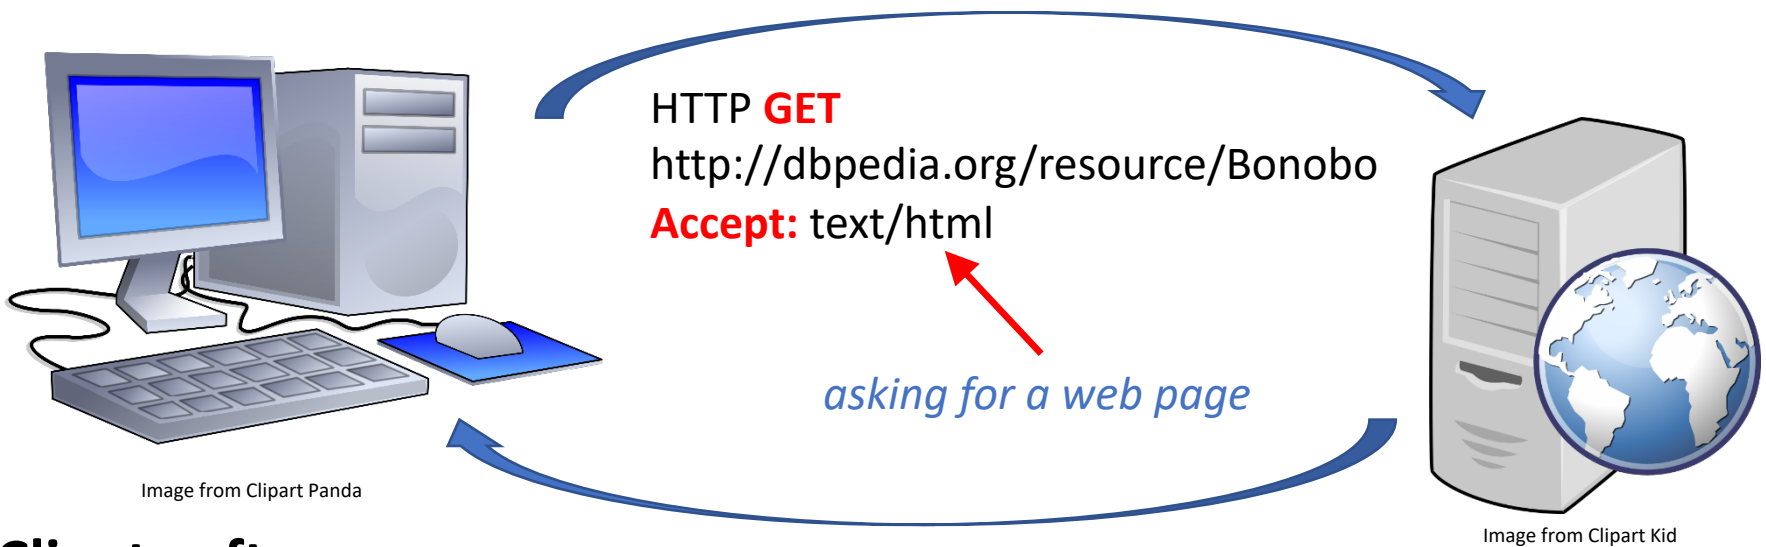 HTTP GET
http://dbpedia.org/resource/Bonobo
Accept: text/html
asking for a web page
Image from Clipart Panda
Image from Clipart Kid